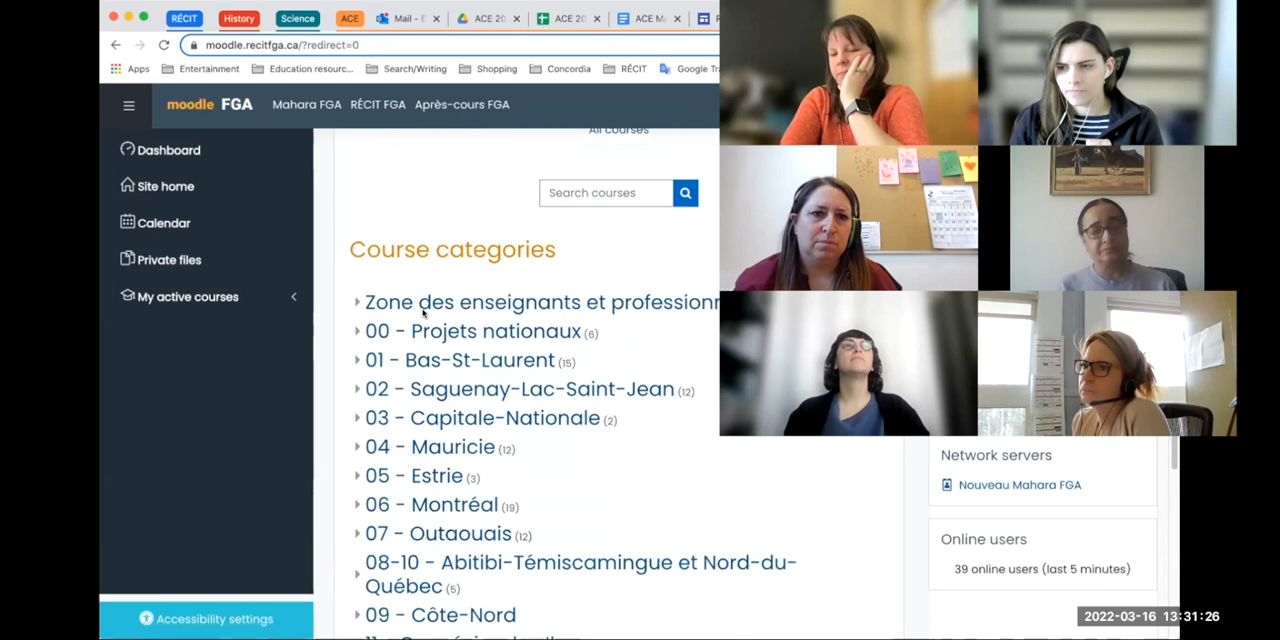 RÉCIT History Science ACE Mail - E ACE 20 ACE 20 ACE M
moodle.recitfga.ca/?redirect=0
Apps Entertainment Education resourc... Search/Writing Shopping Concordia RÉCIT Google Tra
moodle FGA Mahara FGA RÉCIT FGA Après-cours FGA
All courses
Dashboard
Site home
Calendar
Private files
My active courses
Search courses
Course categories
Zone des enseignants et professionn
00 - Projets nationaux (6)
01 - Bas-St-Laurent (15)
02 - Saguenay-Lac-Saint-Jean (12)
03 - Capitale-Nationale (2)
04 - Mauricie (12)
05 - Estrie (3)
06 - Montréal (19)
07 - Outaouais (12)
08-10 - Abitibi-Témiscamingue et Nord-du-
Québec (5)
09 - Côte-Nord
Accessibility settings
Network servers
Nouveau Mahara FGA
Online users
39 online users (last 5 minutes)
2022-03-16 13:31:26